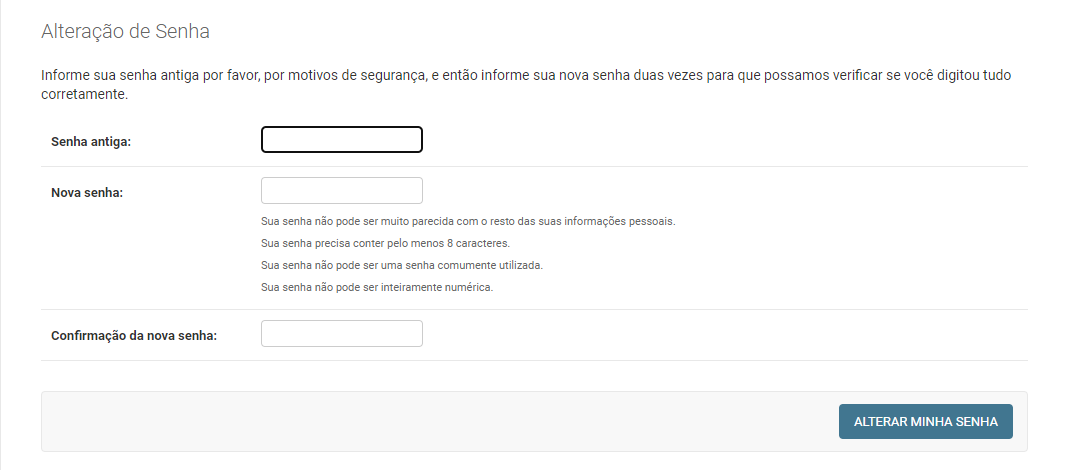 Alteração de Senha
Informe sua senha antiga por favor, por motivos de segurança, e então informe sua nova senha duas vezes para que possamos verificar se você digitou tudo
corretamente.
Senha antiga:
Nova senha:
Sua senha não pode ser muito parecida com o resto das suas informações pessoais.
Sua senha precisa conter pelo menos 8 caracteres.
Sua senha não pode ser uma senha comumente utilizada.
Sua senha não pode ser inteiramente numérica.
Confirmação da nova senha:
ALTERAR MINHA SENHA